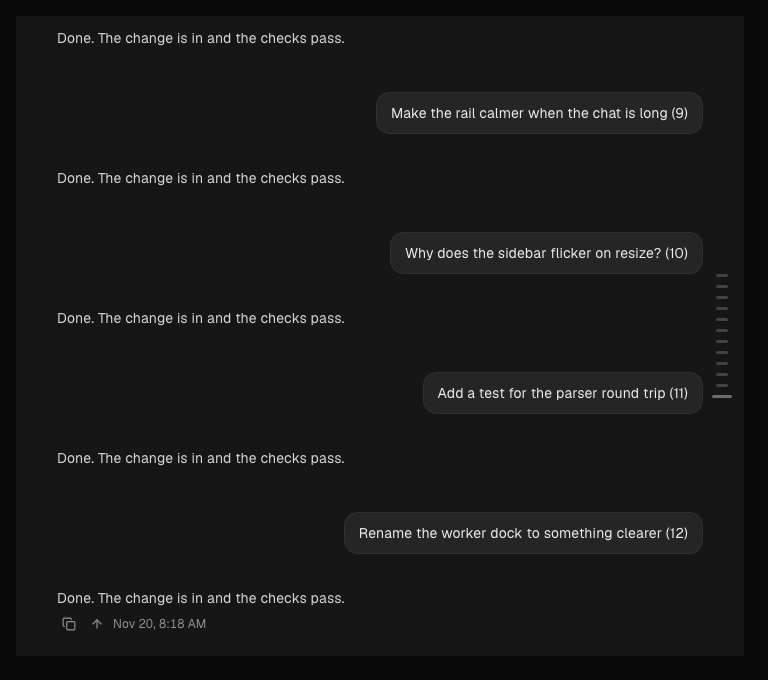 Done. The change is in and the checks pass.
Make the rail calmer when the chat is long (9)
Done. The change is in and the checks pass.
Why does the sidebar flicker on resize? (10)
Done. The change is in and the checks pass.
Add a test for the parser round trip (11)
Done. The change is in and the checks pass.
Rename the worker dock to something clearer (12)
Done. The change is in and the checks pass.
Nov 20, 8:18 AM